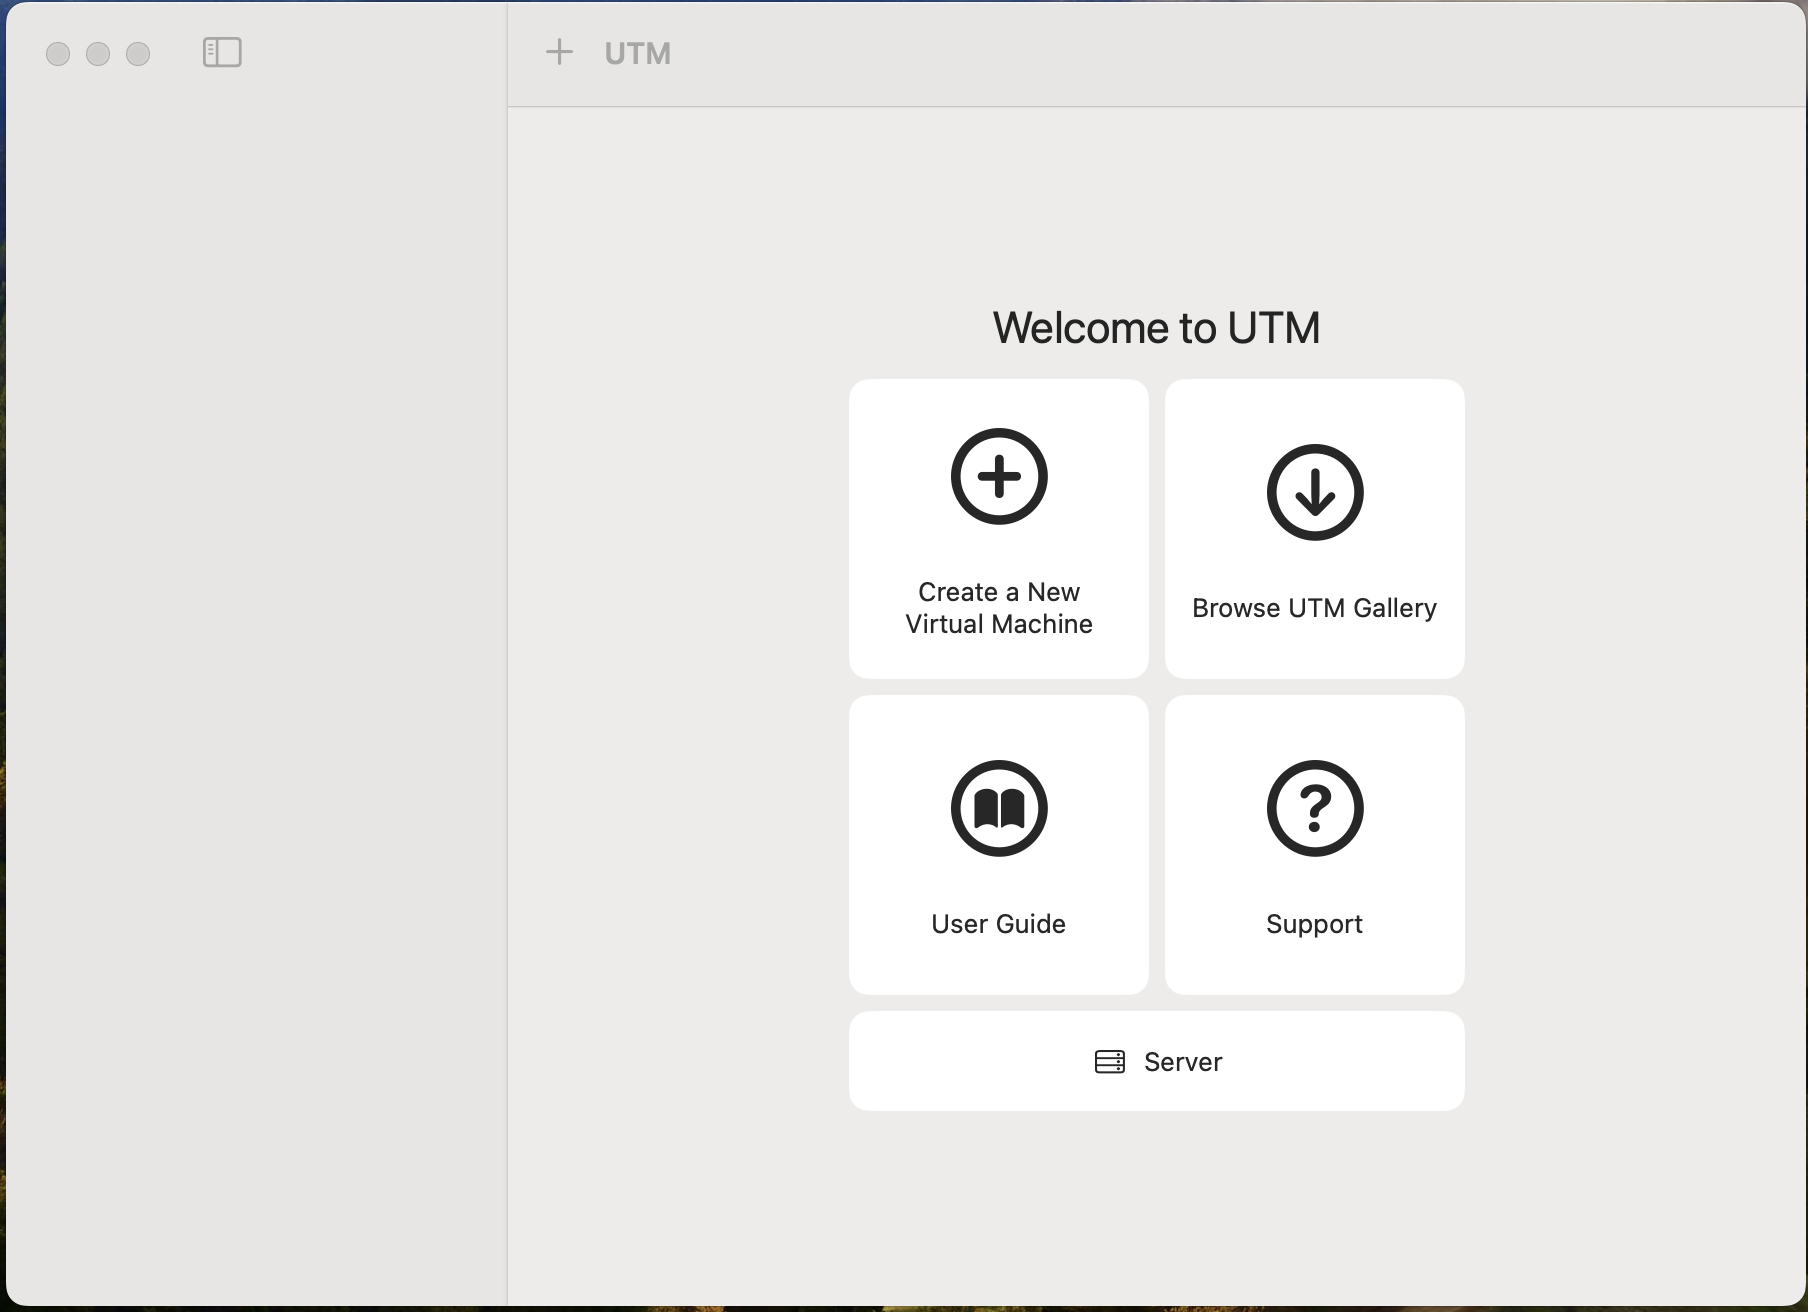 UTM
Welcome to UTM
Create a New
Virtual Machine
Browse UTM Gallery
User Guide
Support
Server